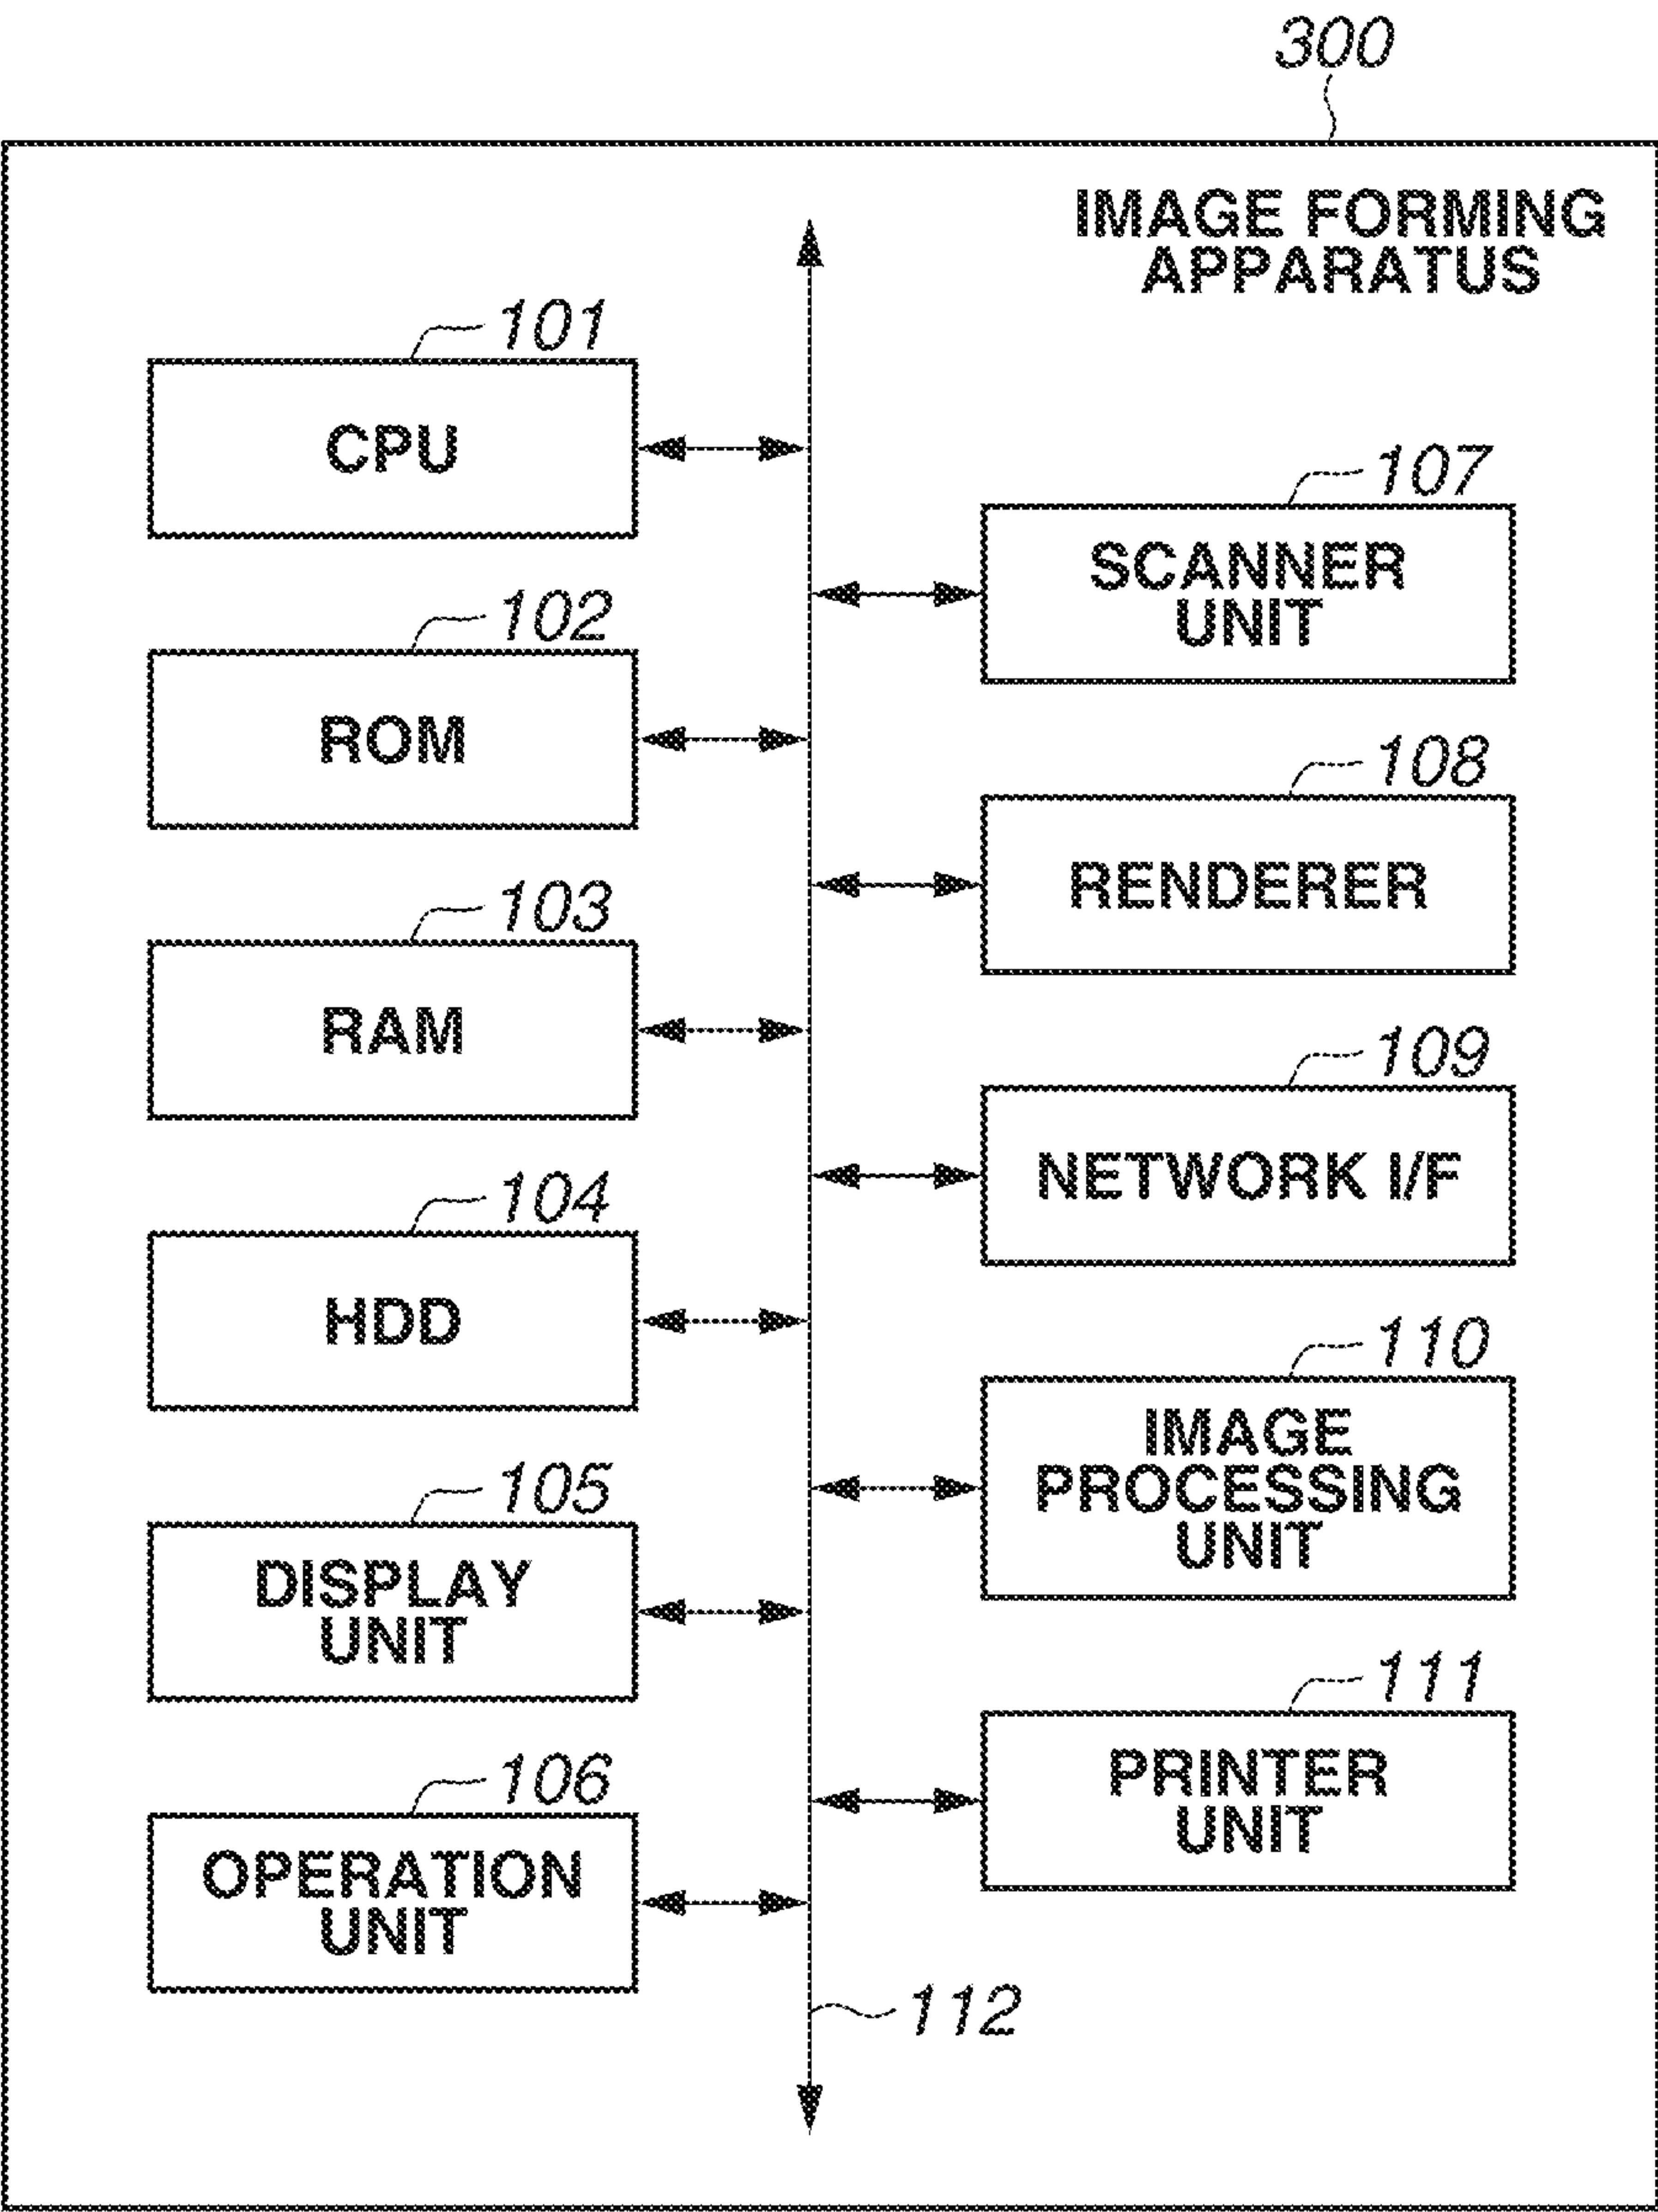 300
IMAGE FORMING
APPARATUS
101
CPU
102
ROM
103
RAM
104
HDD
105
DISPLAY
UNIT
106
OPERATION
UNIT
107
SCANNER
UNIT
108
RENDERER
109
NETWORK I/F
110
IMAGE
PROCESSING
UNIT
111
PRINTER
UNIT
112